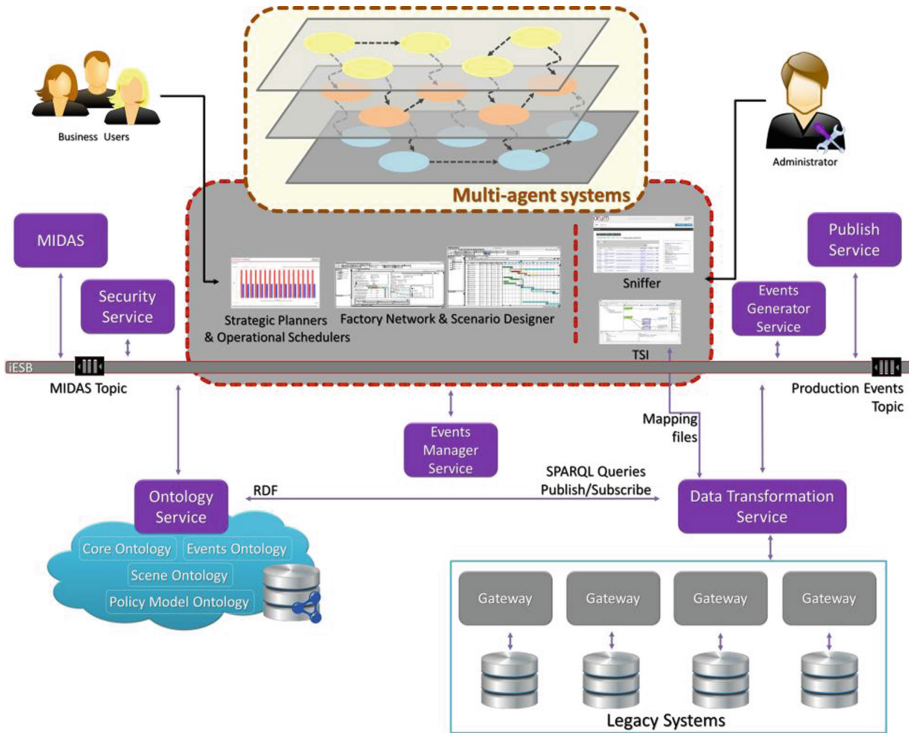 Business Users
Administrator
Multi-agent systems
MIDAS
Security
Service
Strategic Planners
& Operational Schedulers
Factory Network & Scenario Designer
Sniffer
TSI
Events
Generator
Service
Publish
Service
iESB
MIDAS Topic
Production Events
Topic
Mapping
files
Events
Manager
Service
SPARQL Queries
Publish/Subscribe
RDF
Ontology
Service
Data Transformation
Service
Core Ontology
Events Ontology
Scene Ontology
Policy Model Ontology
Gateway
Gateway
Gateway
Gateway
Legacy Systems